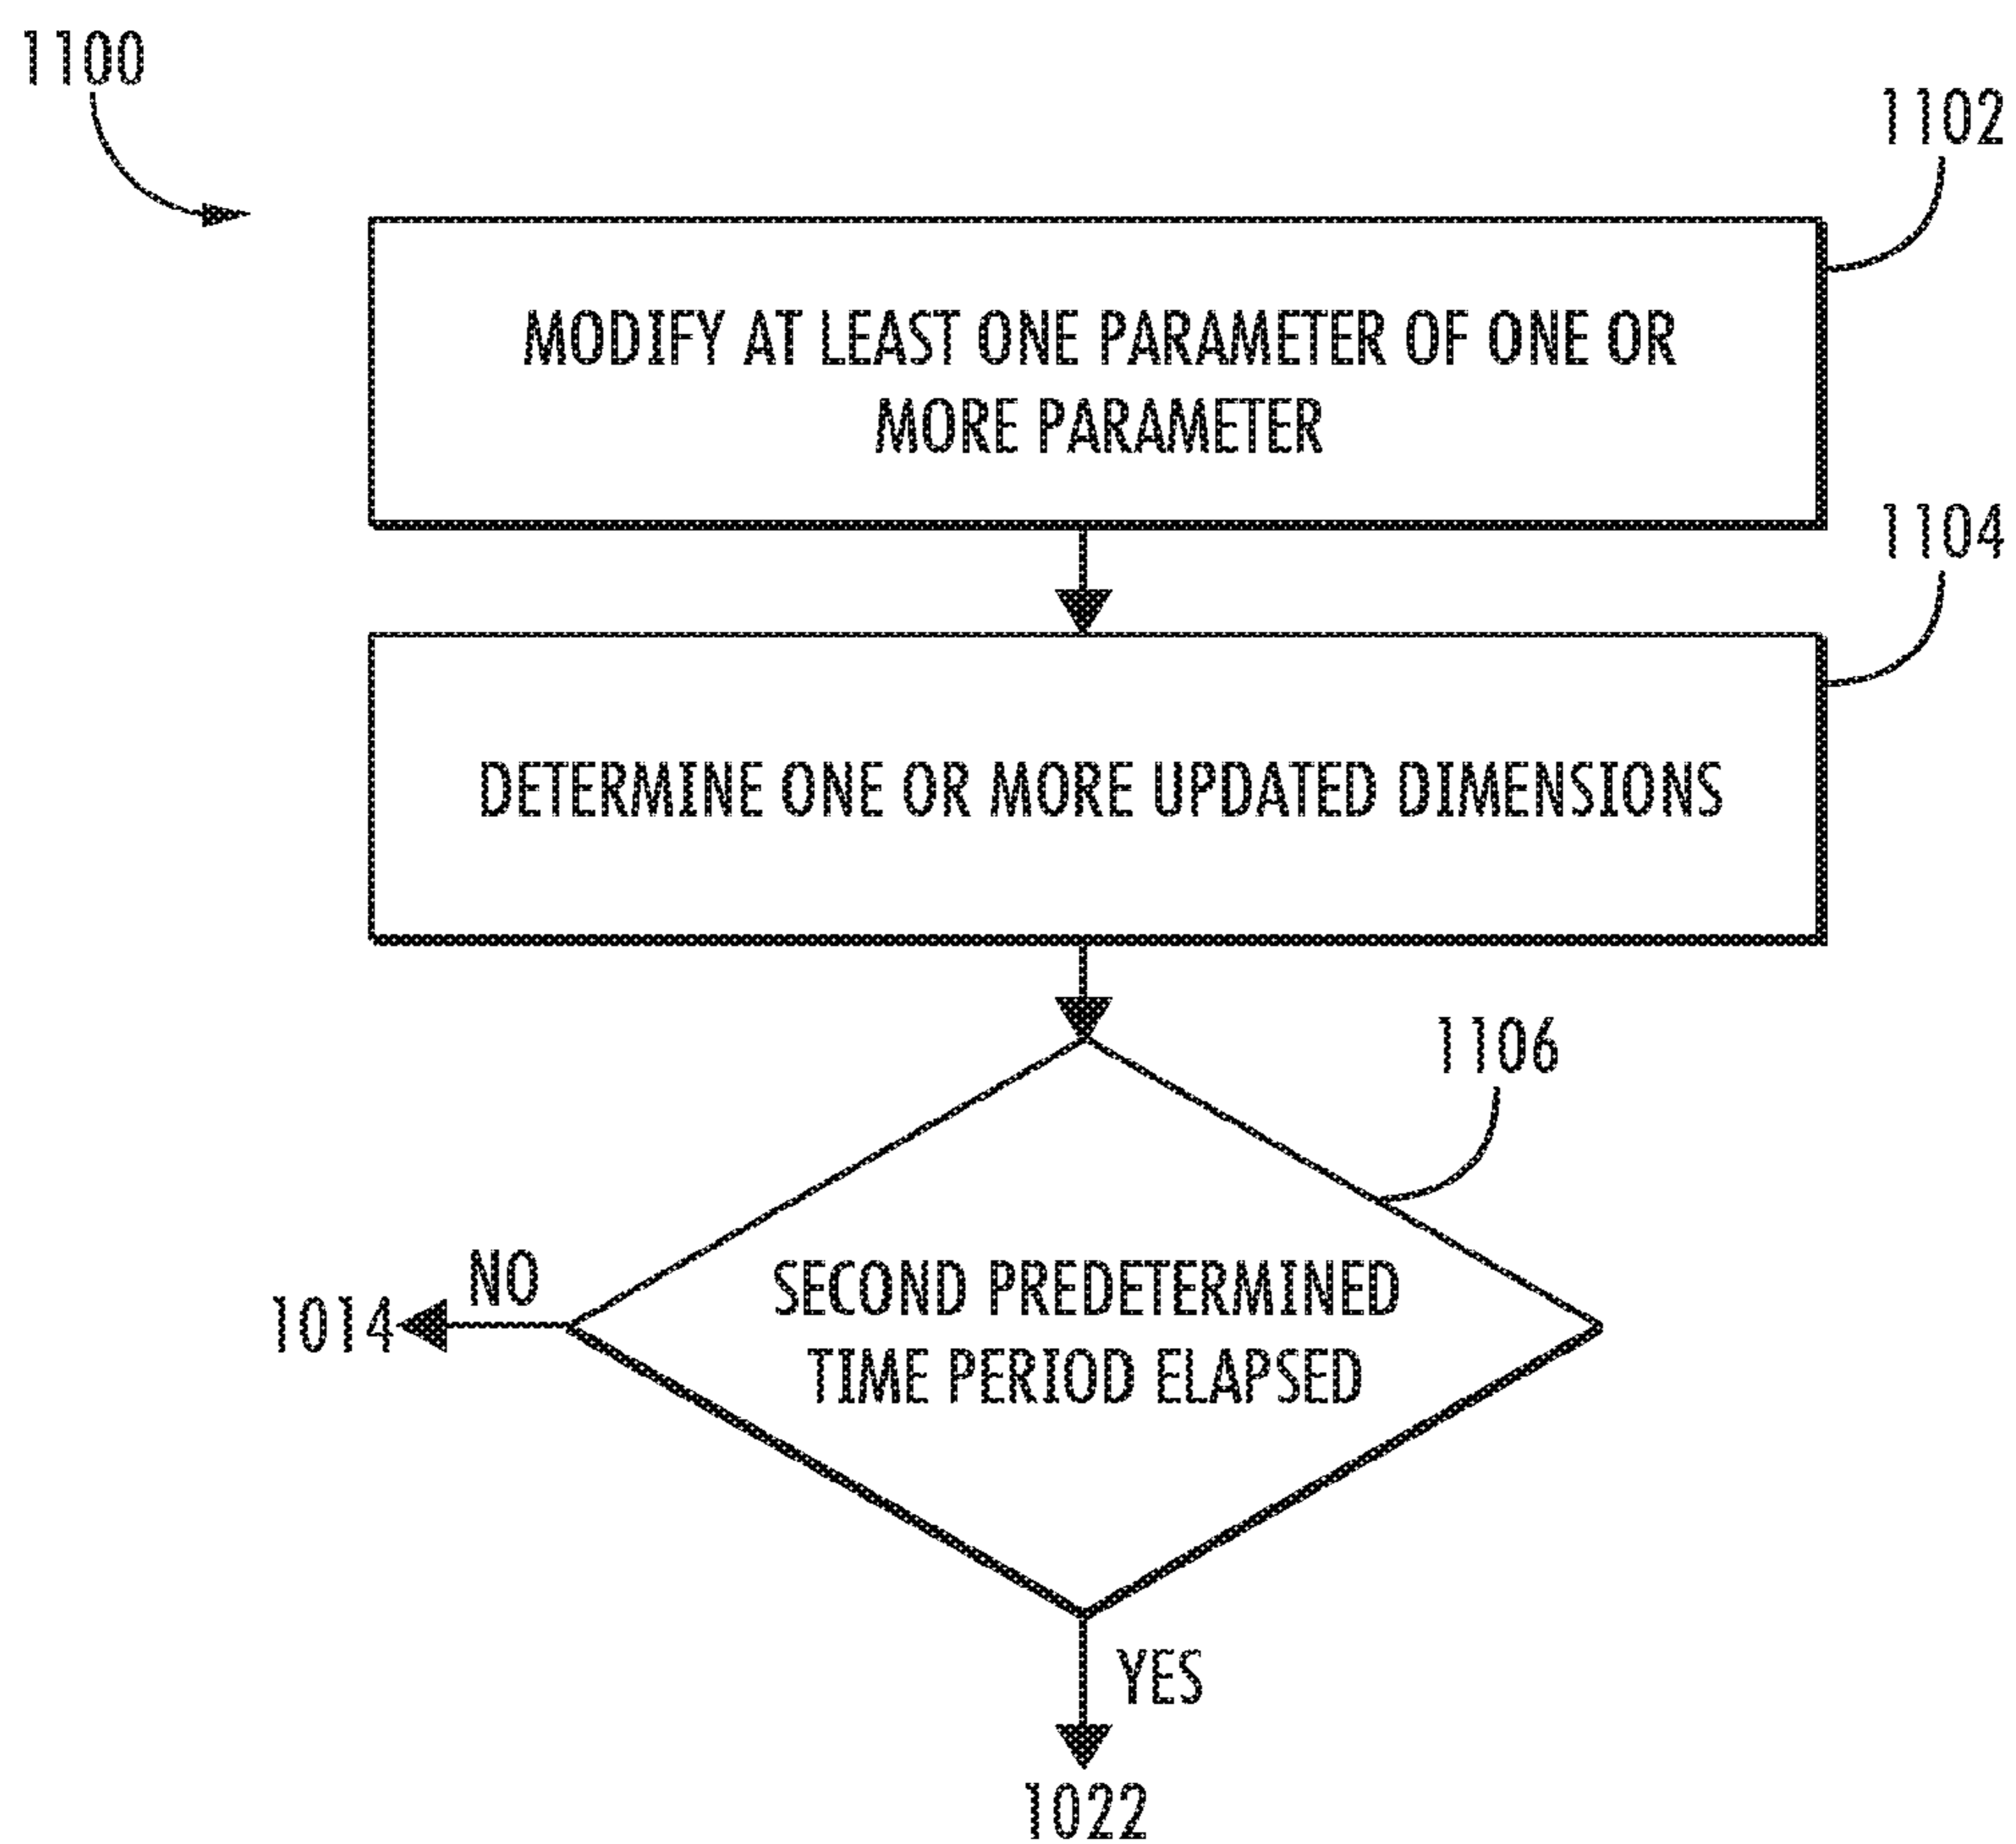 1100
1102
MODIFY AT LEAST ONE PARAMETER OF ONE OR
MORE PARAMETER
1104
DETERMINE ONE OR MORE UPDATED DIMENSIONS
1106
SECOND PREDETERMINED
TIME PERIOD ELAPSED
NO
1014
YES
1022